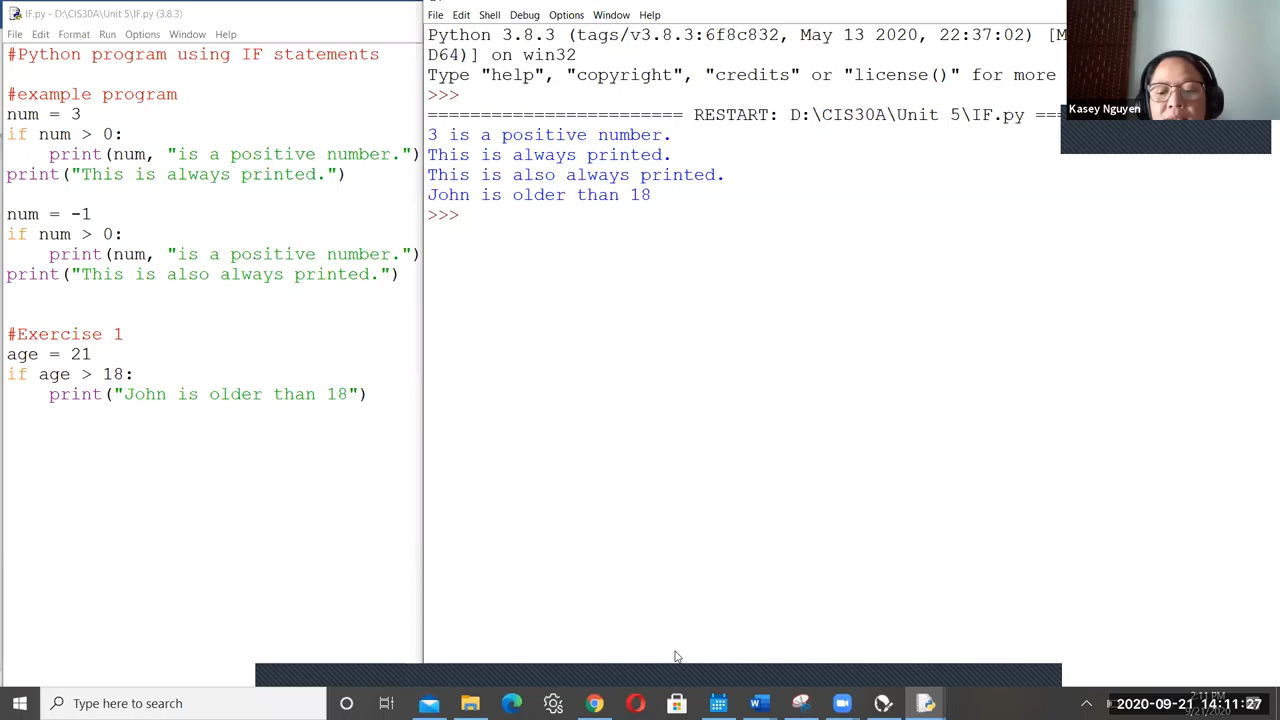 IF.py - D:\CIS30A\Unit 5\IF.py (3.8.3)
File Edit Format Run Options Window Help
#Python program using IF statements
#example program
num = 3
if num > 0:
    print(num, "is a positive number.")
print("This is always printed.")
num = -1
if num > 0:
    print(num, "is a positive number.")
print("This is also always printed.")
#Exercise 1
age = 21
if age > 18:
    print("John is older than 18")
File Edit Shell Debug Options Window Help
Python 3.8.3 (tags/v3.8.3:6f8c832, May 13 2020, 22:37:02) [M
D64)] on win32
Type "help", "copyright", "credits" or "license()" for more
>>>
======================== RESTART: D:\CIS30A\Unit 5\IF.py ===
3 is a positive number.
This is always printed.
This is also always printed.
John is older than 18
>>>
Kasey Nguyen
Type here to search
2:11 PM
2020-09-21 14:11:27
9/21/2020